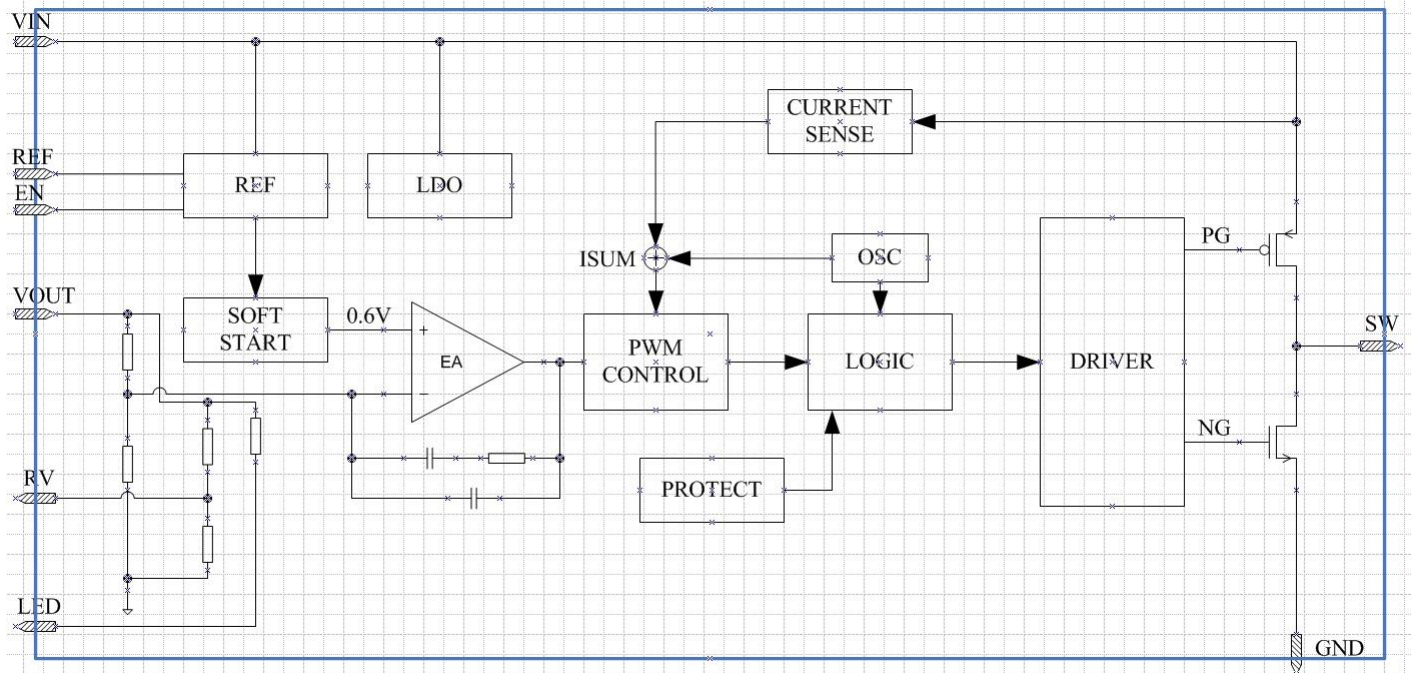 VIN
CURRENT
SENSE
REF
REF
LDO
EN
PG
ISUM
OSC
VOUT
SOFT
START
0.6V
+
EA
−
PWM
CONTROL
LOGIC
DRIVER
SW
NG
RV
PROTECT
LED
GND